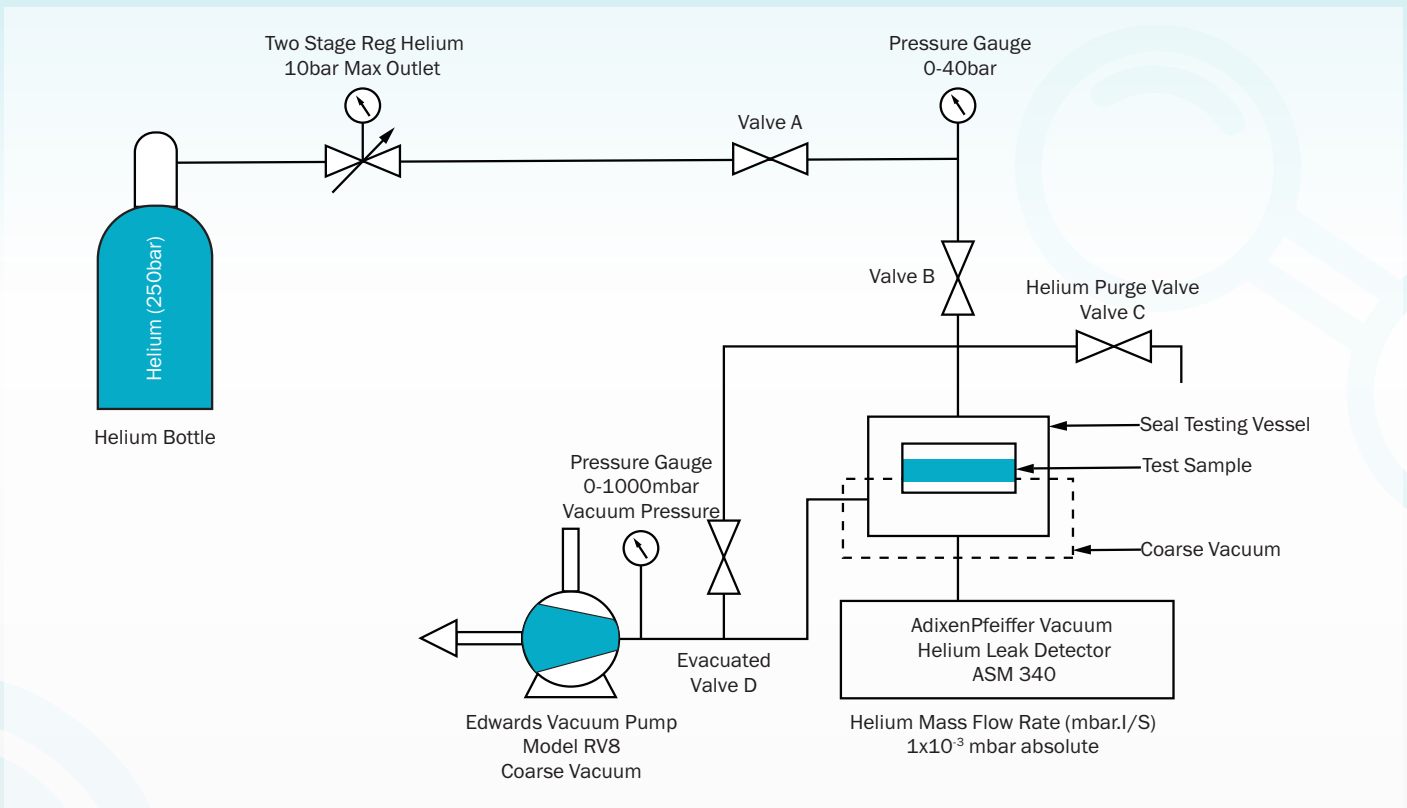 Two Stage Reg Helium
10bar Max Outlet
Pressure Gauge
0-40bar
Valve A
Helium (250bar)
Helium Bottle
Valve B
Helium Purge Valve
Valve C
Seal Testing Vessel
Test Sample
Coarse Vacuum
Pressure Gauge
0-1000mbar
Vacuum Pressure
Evacuated
Valve D
AdixenPfeiffer Vacuum
Helium Leak Detector
ASM 340
Edwards Vacuum Pump
Model RV8
Coarse Vacuum
Helium Mass Flow Rate (mbar.I/S)
1x10⁻³ mbar absolute